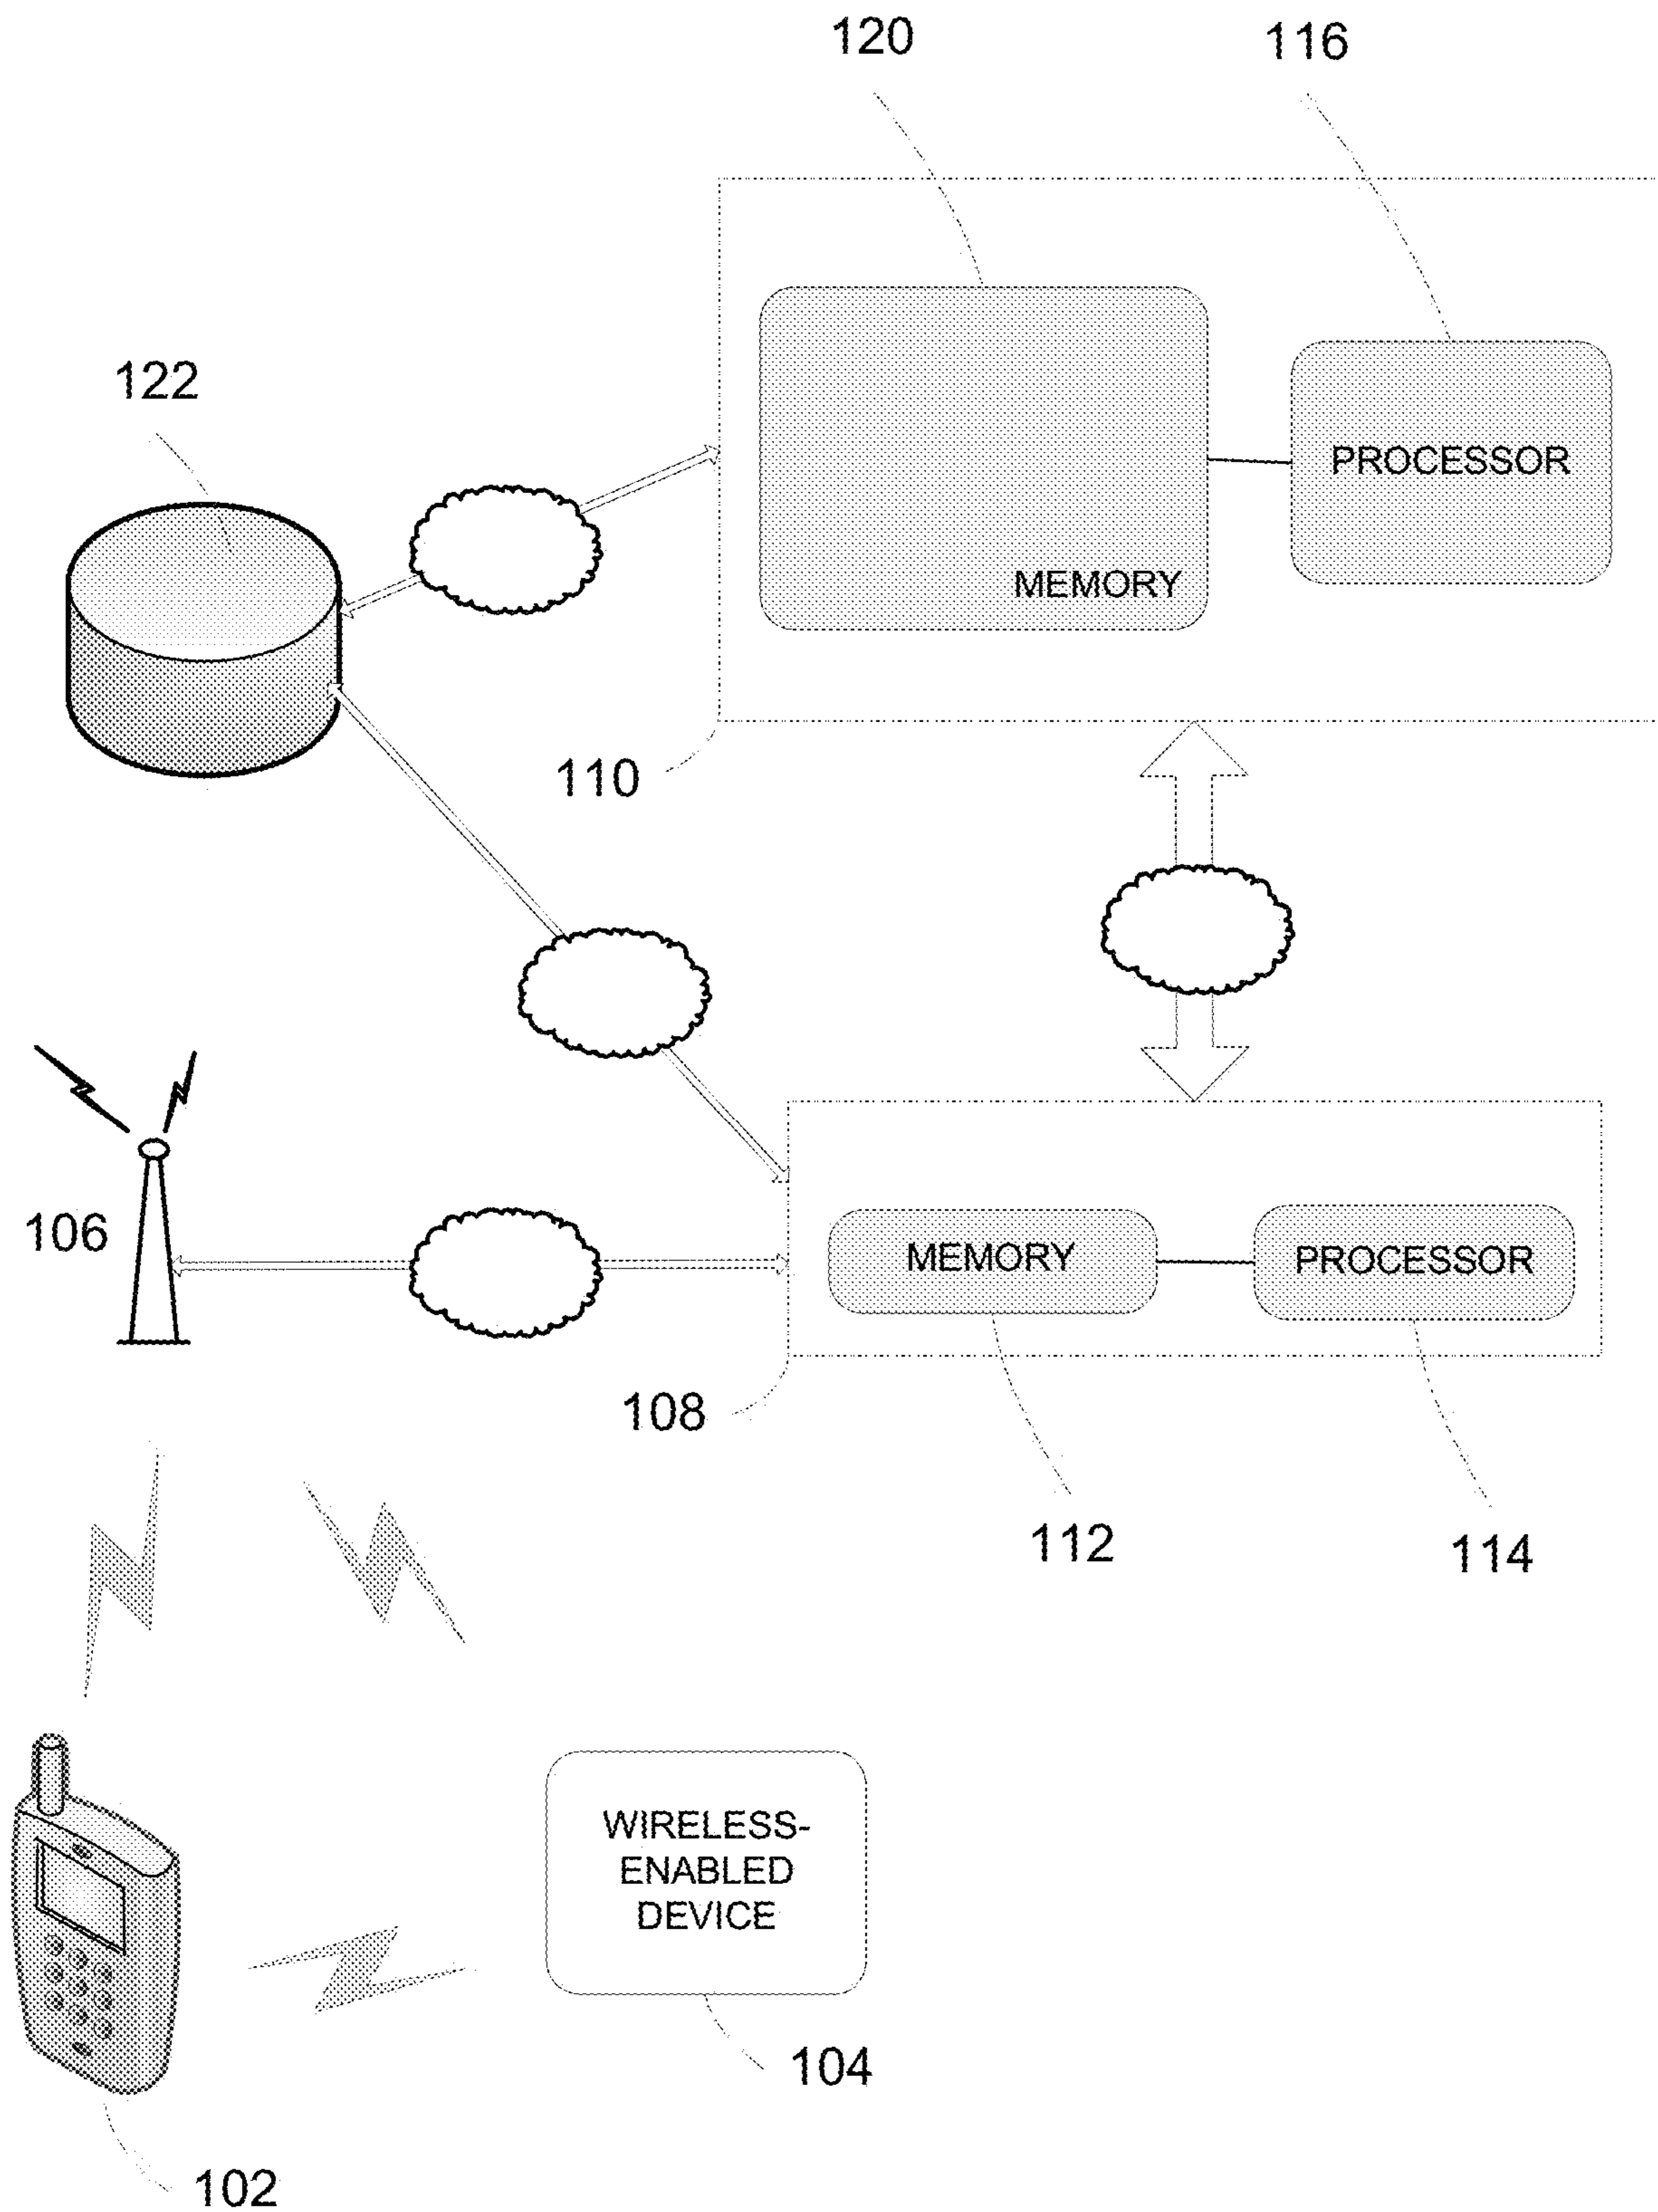 120
116
122
PROCESSOR
MEMORY
110
106
MEMORY
PROCESSOR
108
112
114
WIRELESS-
ENABLED
DEVICE
104
102